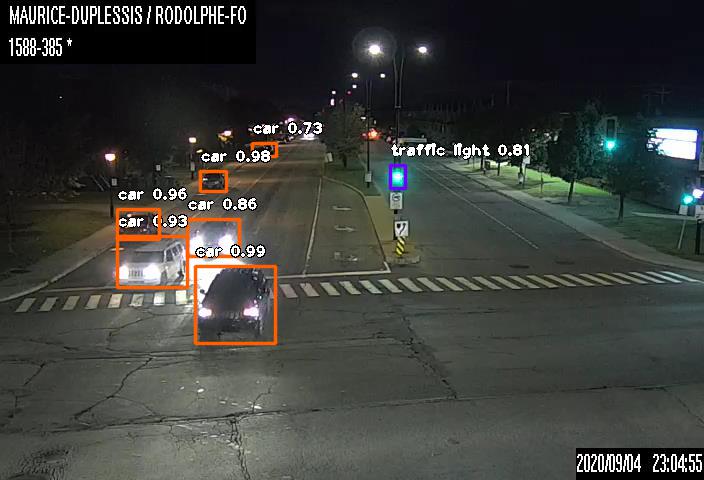 MAURICE-DUPLESSIS / RODOLPHE-FO
1588-385 *
car 0.73
traffic light 0.81
car 0.98
car 0.96
car 0.86
car 0.93
car 0.99
2020/09/04 23:04:55